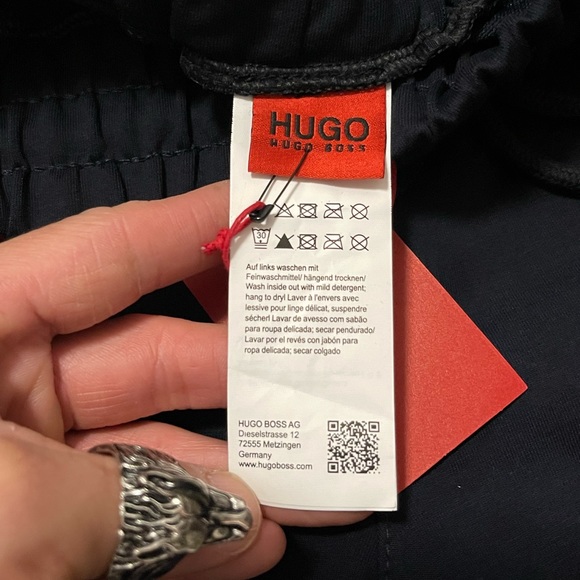 HUGO
HUGO BOSS
30
Auf links waschen mit
Feinwaschmittel/ hängend trocknen/
Wash inside out with mild detergent;
hang to dry! Laver à l'envers avec
lessive pour linge délicat, suspendre
sécher! Lavar de avesso com sabão
para roupa delicada; secar pendurado/
Lavar por el revés con jabón para
ropa delicada; secar colgado
HUGO BOSS AG
Dieselstrasse 12
72555 Metzingen
Germany
www.hugoboss.com